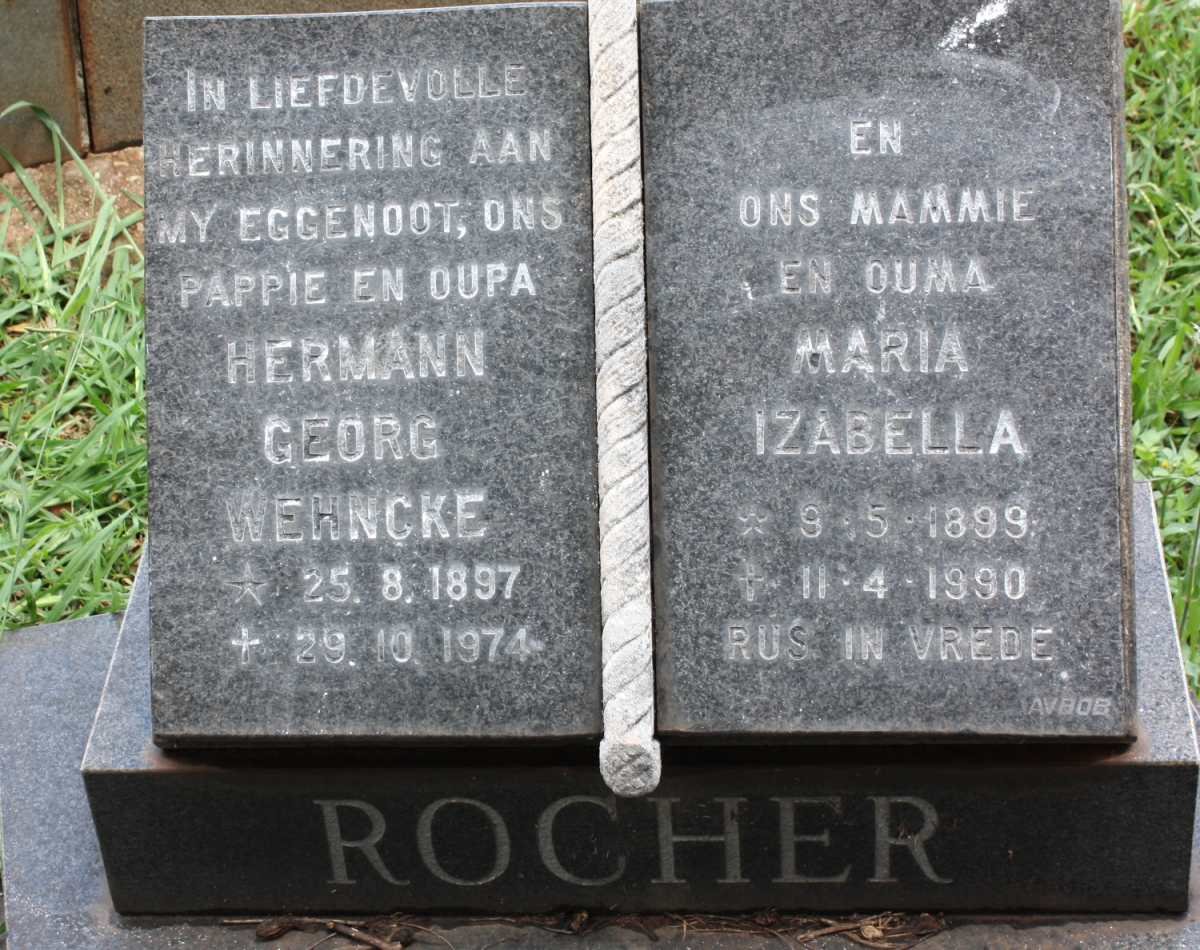 IN LIEFDEVOLLE
HERINNERING AAN
MY EGGENOOT, ONS
PAPPIE EN OUPA
HERMANN
GEORG
WEHNCKE
* 25. 8. 1897
† 29. 10. 1974
EN
ONS MAMMIE
EN OUMA
MARIA
IZABELLA
* 9 · 5 · 1899
† 11 · 4 · 1990
RUS IN VREDE
AVBOB
ROCHER